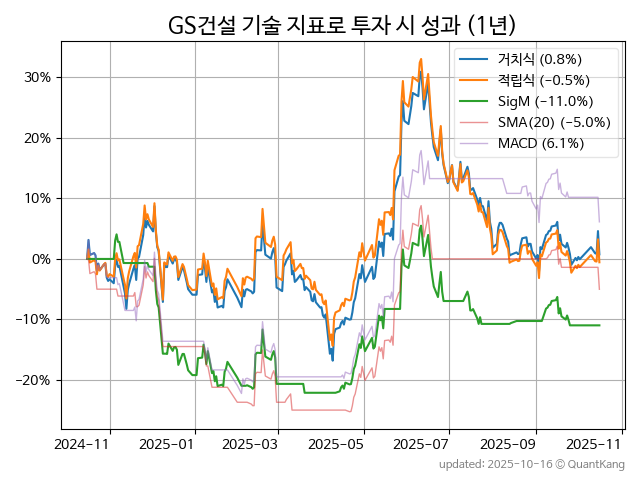 GS건설 기술 지표로 투자 시 성과 (1년)
거치식 (0.8%)
적립식 (−0.5%)
SigM (−11.0%)
SMA(20) (−5.0%)
MACD (6.1%)
30%
20%
10%
0%
−10%
−20%
2024-11
2025-01
2025-03
2025-05
2025-07
2025-09
2025-11
updated: 2025-10-16 © QuantKang